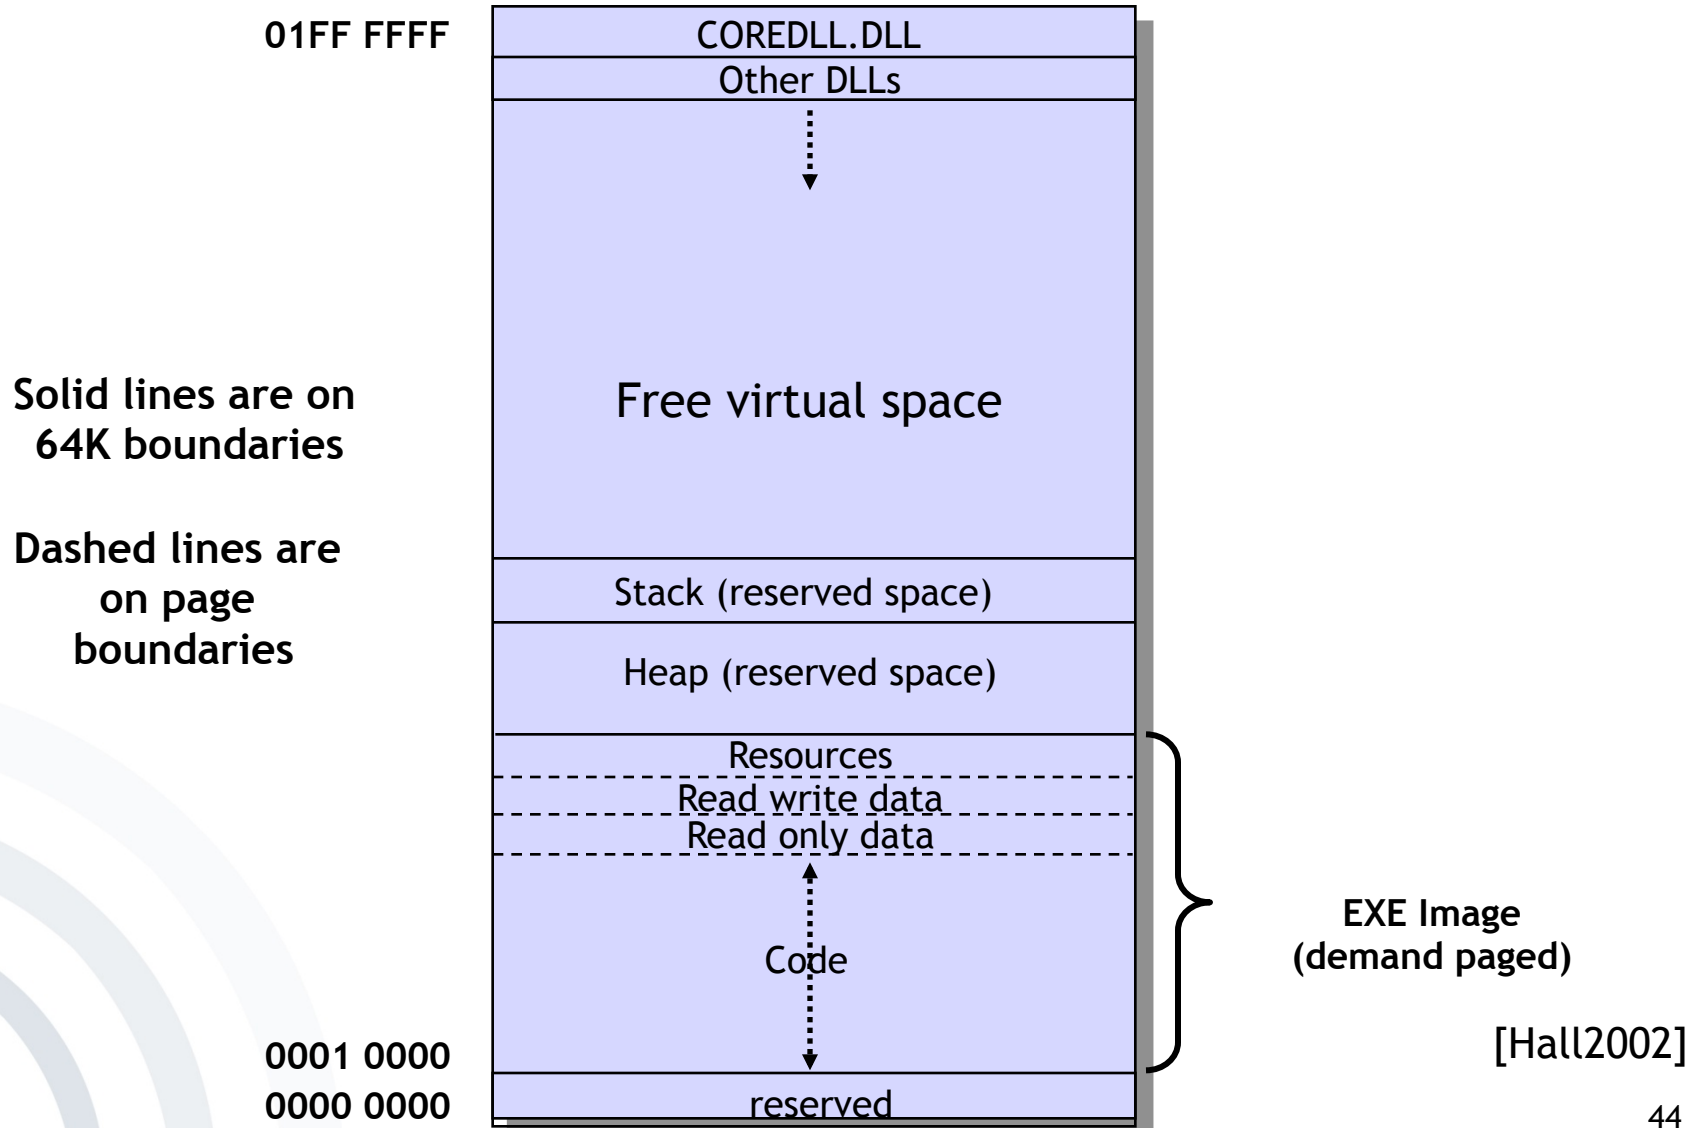 01FF FFFF
COREDLL.DLL
Other DLLs
Free virtual space
Solid lines are on
64K boundaries
Dashed lines are
on page
boundaries
Stack (reserved space)
Heap (reserved space)
Resources
Read write data
Read only data
Code
EXE Image
(demand paged)
[Hall2002]
0001 0000
0000 0000
reserved
44